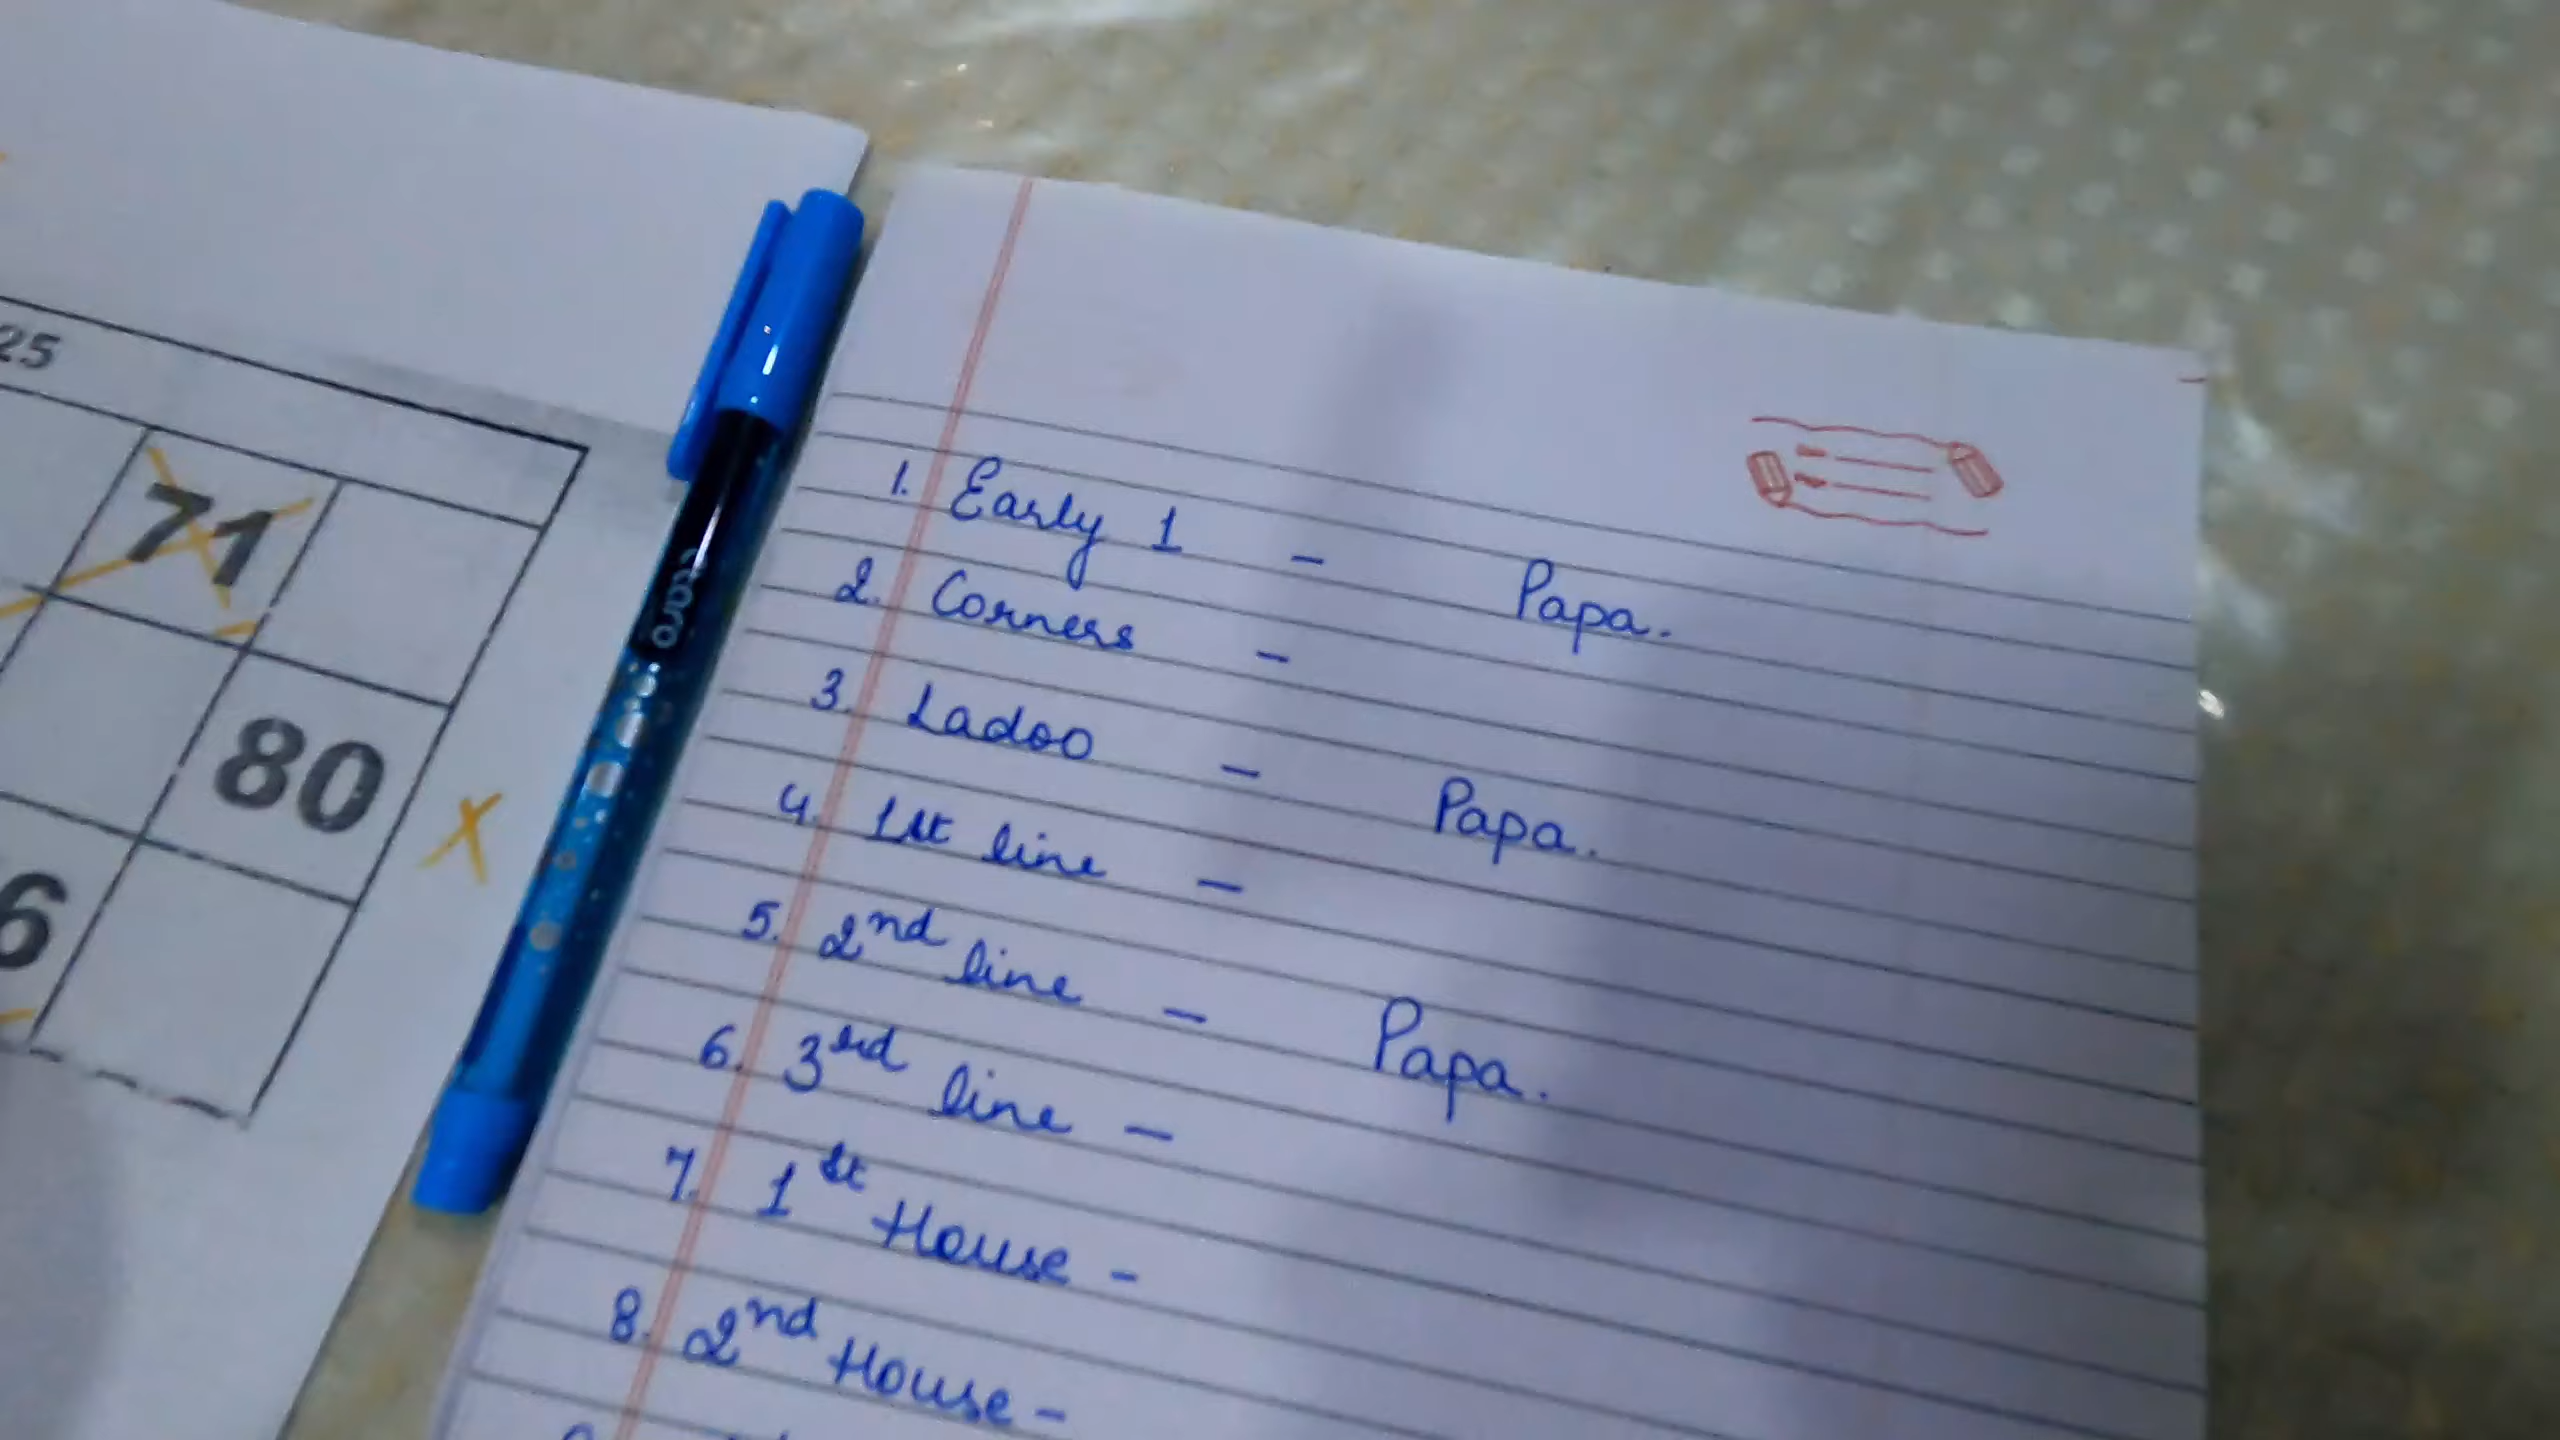 25
71
80
6
claro
1. Early 1 - Papa.
2. Corners -
3. Ladoo - Papa.
4. 1st line -
5. 2nd line - Papa.
6. 3rd line -
7. 1st House -
8. 2nd House -